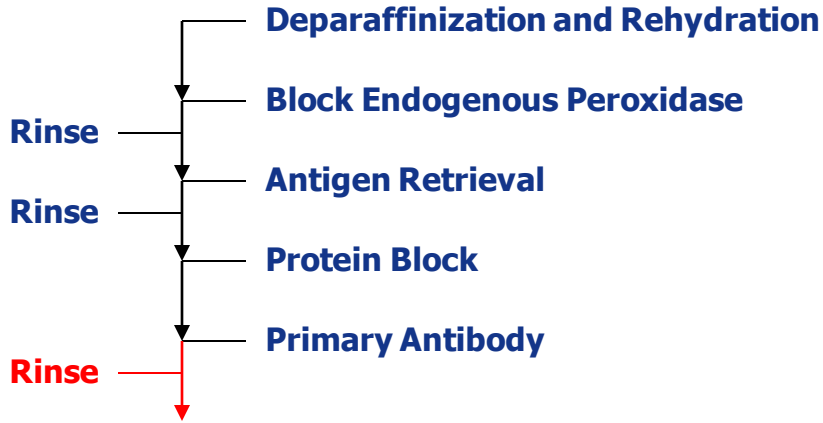 Deparaffinization and Rehydration
Block Endogenous Peroxidase
Rinse
Antigen Retrieval
Rinse
Protein Block
Primary Antibody
Rinse